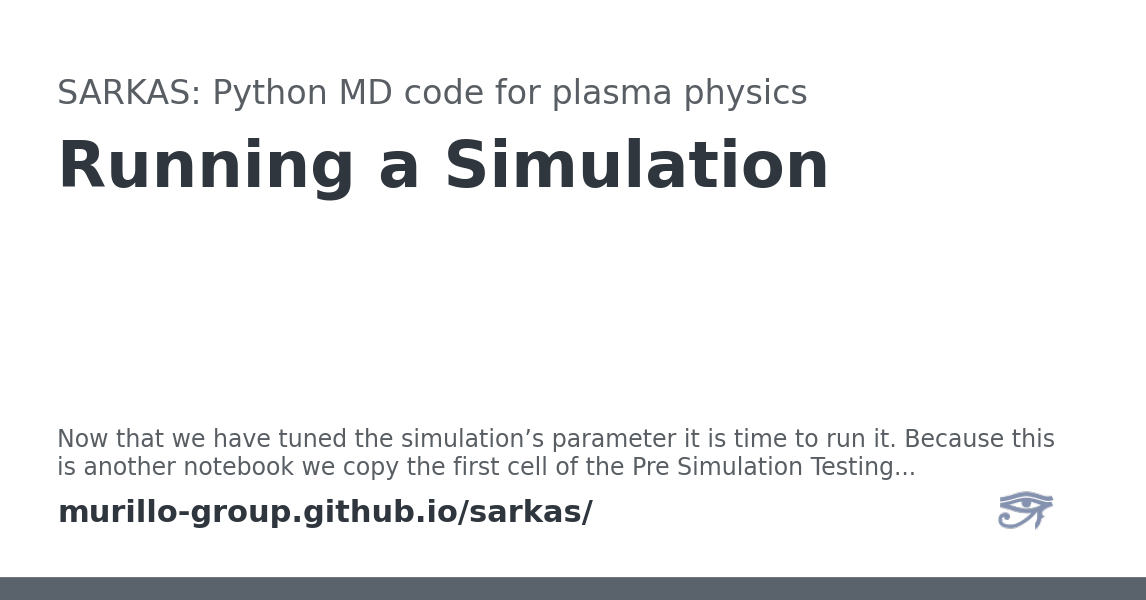 SARKAS: Python MD code for plasma physics
Running a Simulation
Now that we have tuned the simulation’s parameter it is time to run it. Because this
is another notebook we copy the first cell of the Pre Simulation Testing...
murillo-group.github.io/sarkas/